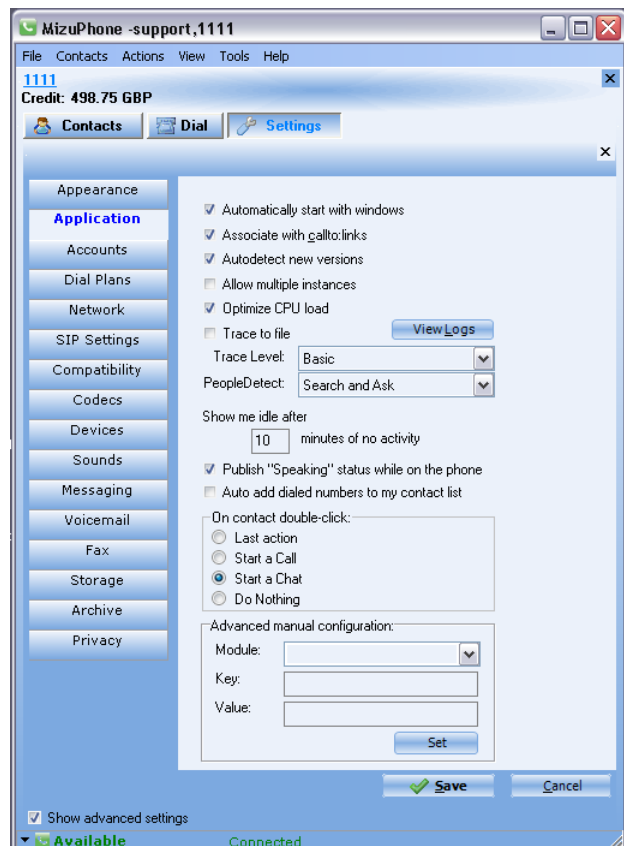 MizuPhone -support,1111
File Contacts Actions View Tools Help
1111
Credit: 498.75 GBP
Contacts Dial Settings
Appearance
Application
Accounts
Dial Plans
Network
SIP Settings
Compatibility
Codecs
Devices
Sounds
Messaging
Voicemail
Fax
Storage
Archive
Privacy
Automatically start with windows
Associate with callto:links
Autodetect new versions
Allow multiple instances
Optimize CPU load
Trace to file View Logs
Trace Level: Basic
PeopleDetect: Search and Ask
Show me idle after
10 minutes of no activity
Publish "Speaking" status while on the phone
Auto add dialed numbers to my contact list
On contact double-click:
Last action
Start a Call
Start a Chat
Do Nothing
Advanced manual configuration:
Module:
Key:
Value:
Set
Save Cancel
Show advanced settings
Available Connected